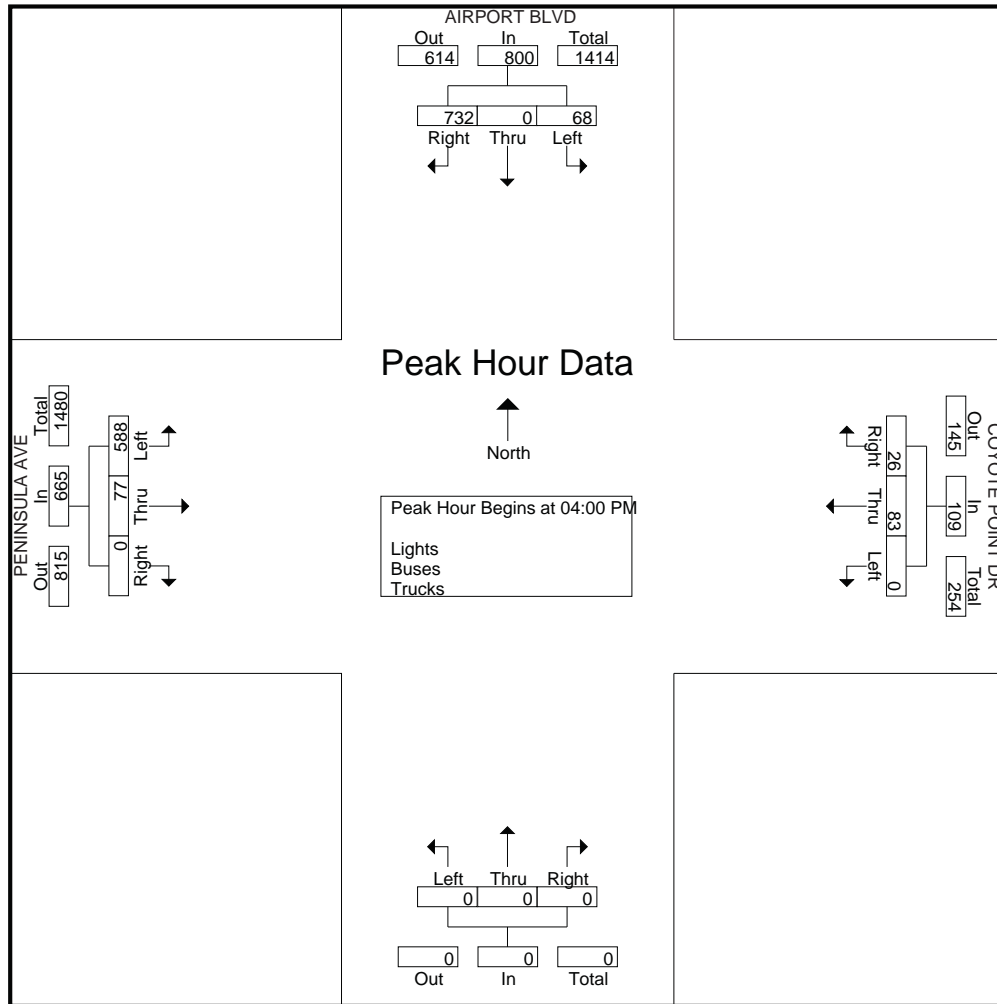 AIRPORT BLVD
Out In Total
614 800 1414
732 0 68
Right Thru Left
Peak Hour Data
North
Peak Hour Begins at 04:00 PM
Lights
Buses
Trucks
PENINSULA AVE
Out In Total
815 665 1480
0 77 588
Right Thru Left
COYOTE POINT DR
Out In Total
145 109 254
26 83 0
Right Thru Left
Left Thru Right
0 0 0
0 0 0
Out In Total